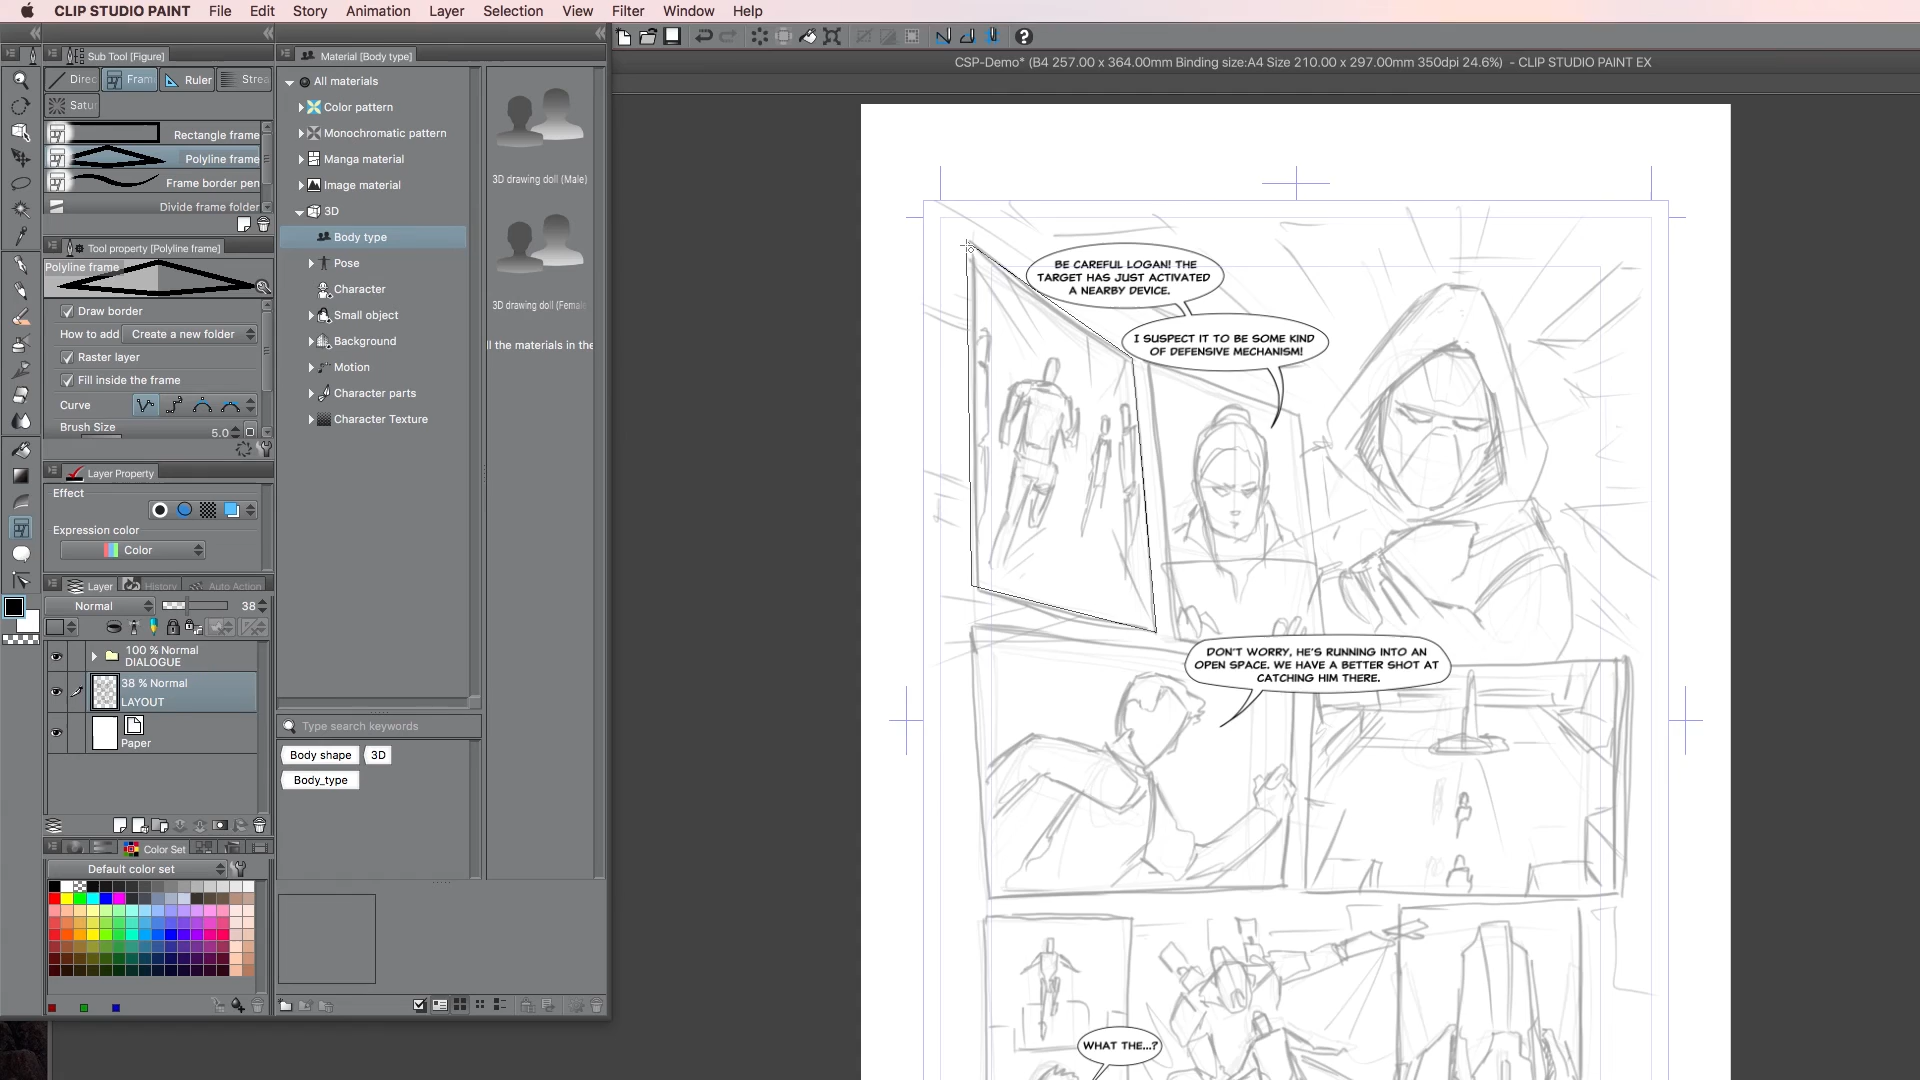 CLIP STUDIO PAINT File Edit Story Animation Layer Selection View Filter Window Help
CSP-Demo* (B4 257.00 x 364.00mm Binding size:A4 Size 210.00 x 297.00mm 350dpi 24.6%) - CLIP STUDIO PAINT EX
Sub Tool [Figure]
Direc
Fram
Ruler
Strea
Satur
Rectangle frame
Polyline frame
Frame border pen
Divide frame folder
Tool property [Polyline frame]
Polyline frame
Draw border
How to add Create a new folder
Raster layer
Fill inside the frame
Curve
Brush Size 5.0
Layer Property
Effect
Expression color
Color
Layer History Auto Action
Normal 38
100 % Normal
DIALOGUE
38 % Normal
LAYOUT
Paper
Color Set
Default color set
Material [Body type]
All materials
Color pattern
Monochromatic pattern
Manga material
Image material
3D
Body type
Pose
Character
Small object
Background
Motion
Character parts
Character Texture
Type search keywords
Body shape 3D
Body_type
3D drawing doll (Male)
3D drawing doll (Female
ll the materials in the
BE CAREFUL LOGAN! THE
TARGET HAS JUST ACTIVATED
A NEARBY DEVICE.
I SUSPECT IT TO BE SOME KIND
OF DEFENSIVE MECHANISM!
DON'T WORRY, HE'S RUNNING INTO AN
OPEN SPACE. WE HAVE A BETTER SHOT AT
CATCHING HIM THERE.
WHAT THE...?